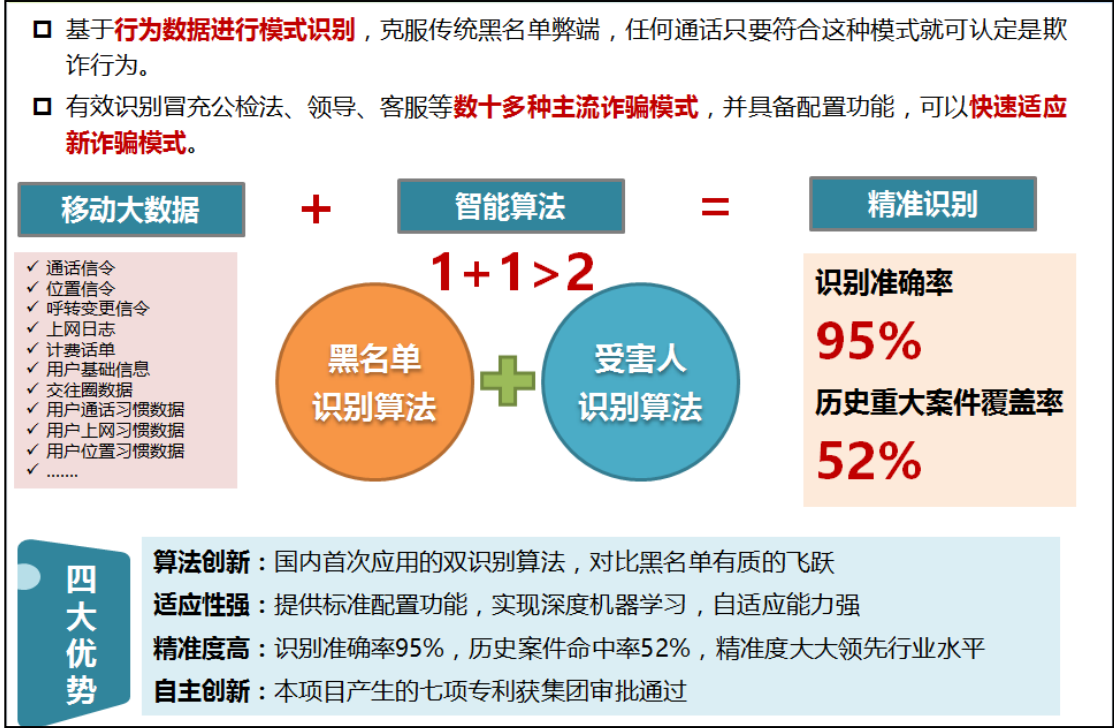 基于行为数据进行模式识别，克服传统黑名单弊端，任何通话只要符合这种模式就可认定是欺
诈行为。
有效识别冒充公检法、领导、客服等数十多种主流诈骗模式，并具备配置功能，可以快速适应
新诈骗模式。
移动大数据
+
智能算法
=
精准识别
通话信令
位置信令
呼转变更信令
上网日志
计费话单
用户基础信息
交往圈数据
用户通话习惯数据
用户上网习惯数据
用户位置习惯数据
.......
1+1>2
黑名单
识别算法
受害人
识别算法
识别准确率
95%
历史重大案件覆盖率
52%
四大优势
算法创新：国内首次应用的双识别算法，对比黑名单有质的飞跃
适应性强：提供标准配置功能，实现深度机器学习，自适应能力强
精准度高：识别准确率95%，历史案件命中率52%，精准度大大领先行业水平
自主创新：本项目产生的七项专利获集团审批通过